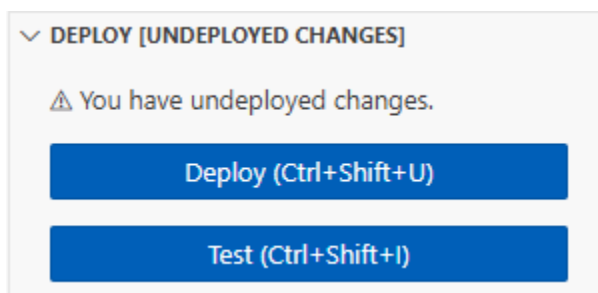 DEPLOY [UNDEPLOYED CHANGES]
You have undeployed changes.
Deploy (Ctrl+Shift+U)
Test (Ctrl+Shift+I)